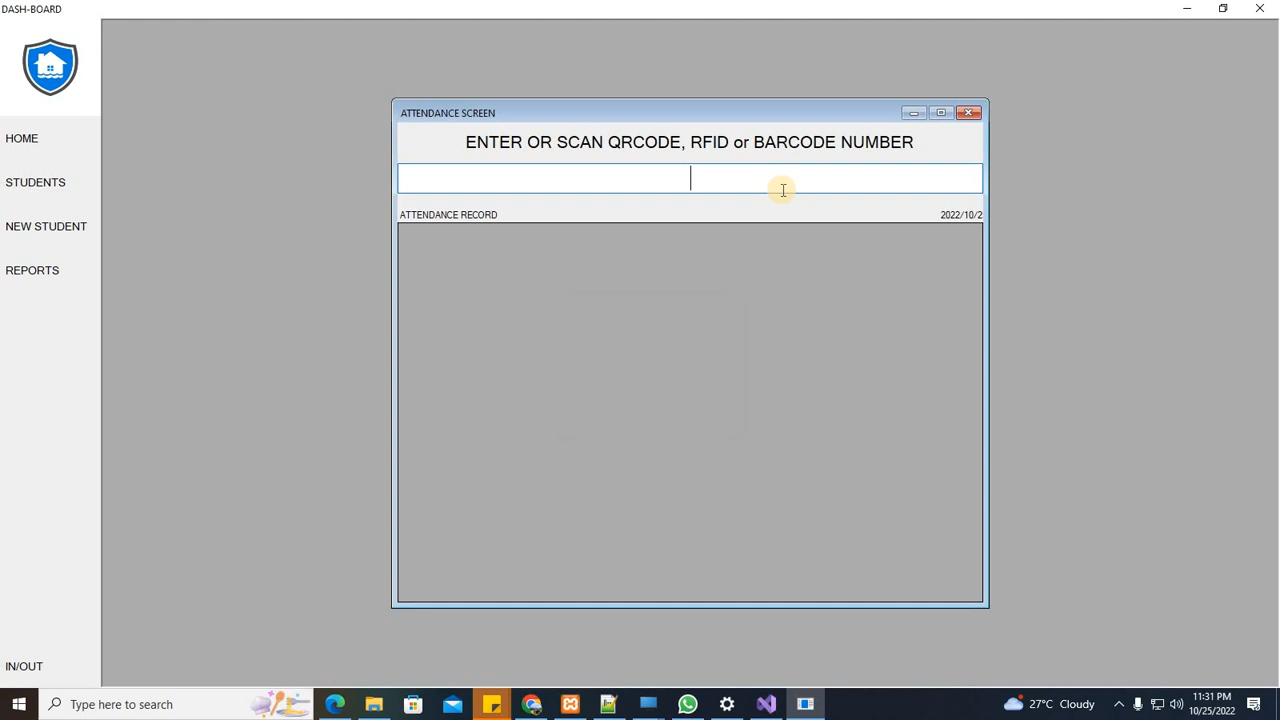 DASH-BOARD
HOME
STUDENTS
NEW STUDENT
REPORTS
IN/OUT
ATTENDANCE SCREEN
ENTER OR SCAN QRCODE, RFID or BARCODE NUMBER
ATTENDANCE RECORD 2022/10/2
Type here to search
27°C Cloudy
11:31 PM
10/25/2022